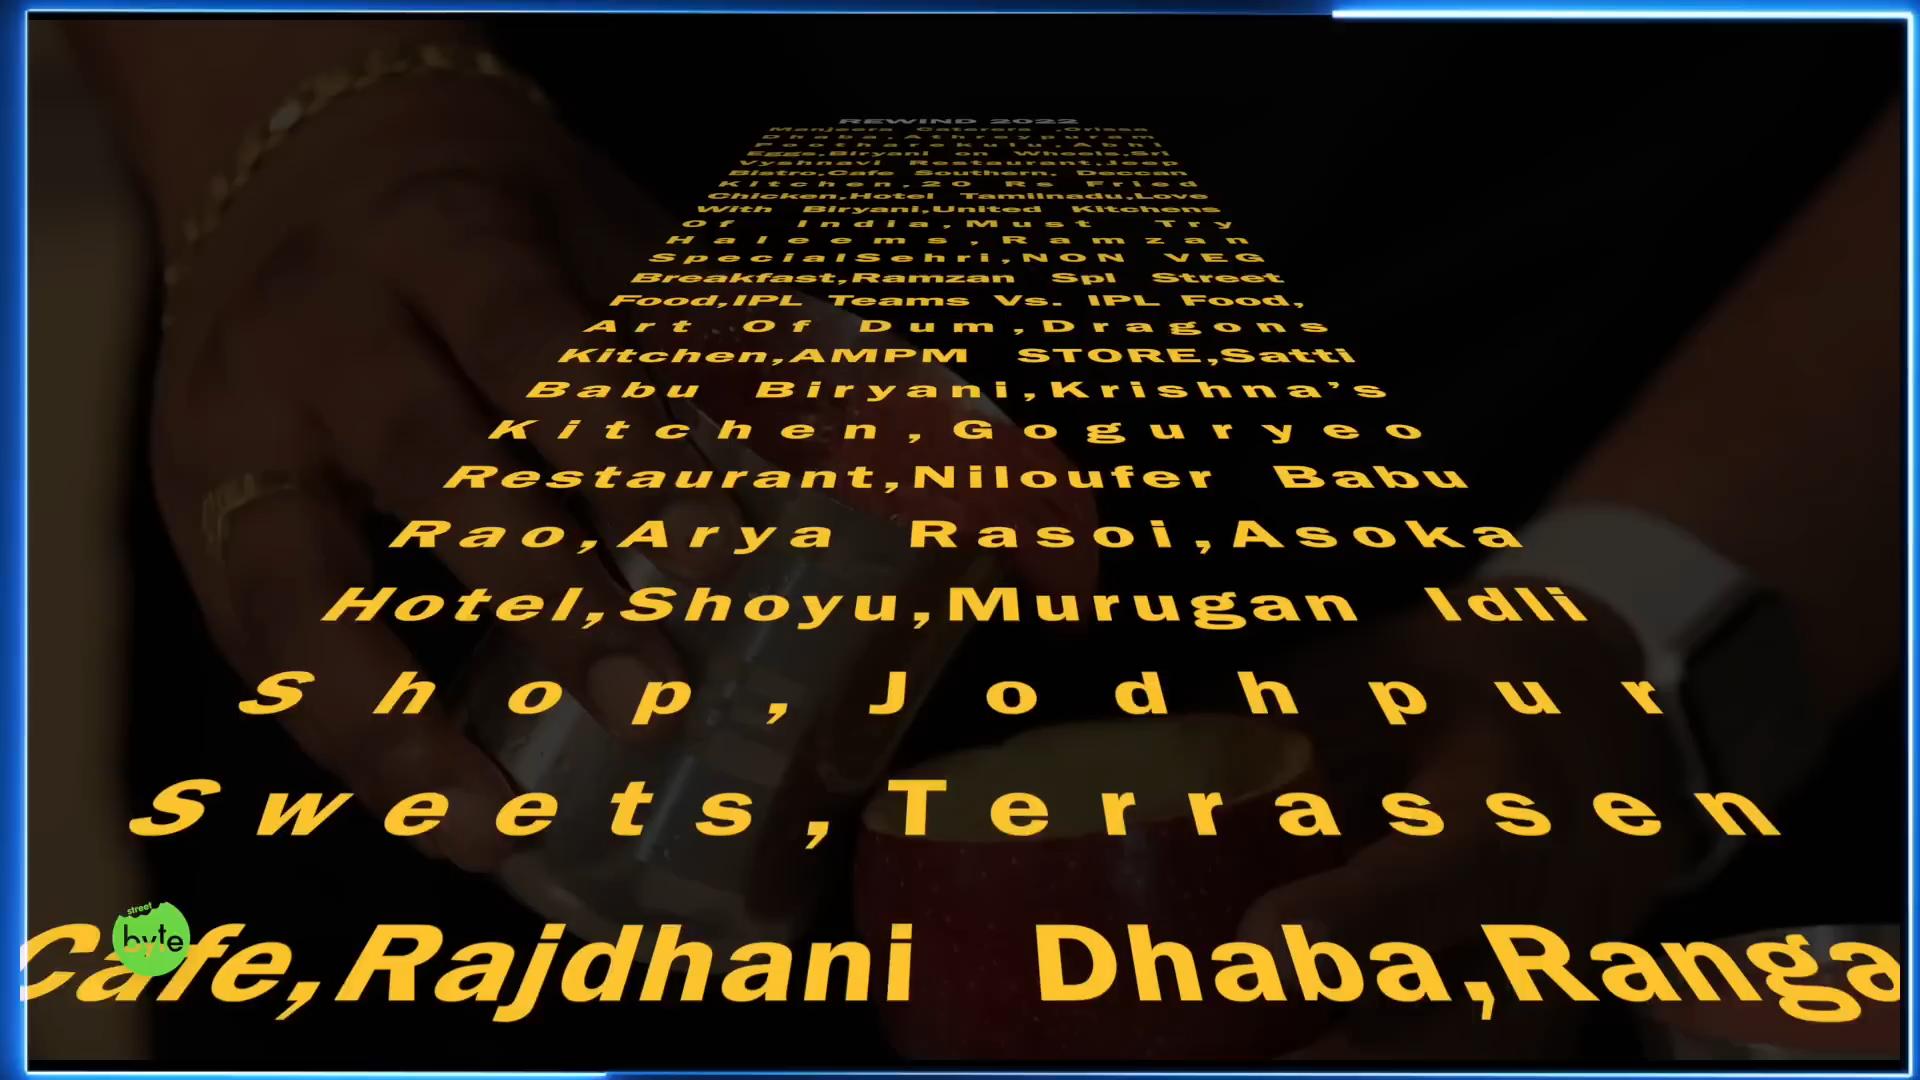 REWIND 2022
Manjeera Caterers ,Orissa
Dhaba,Athreypuram
Pootharekulu,Abhi
Eggs,Biryani on Wheels,Sri
Vyshnavi Restaurant,Jeep
Bistro,Cafe Southern, Deccan
Kitchen,20 Rs Fried
Chicken,Hotel Tamilnadu,Love
With Biryani,United Kitchens
Of India,Must Try
Haleems,Ramzan
SpecialSehri,NON VEG
Breakfast,Ramzan Spl Street
Food,IPL Teams Vs. IPL Food,
Art Of Dum,Dragons
Kitchen,AMPM STORE,Satti
Babu Biryani,Krishna’s
Kitchen,Goguryeo
Restaurant,Niloufer Babu
Rao,Arya Rasoi,Asoka
Hotel,Shoyu,Murugan Idli
Shop,Jodhpur
Sweets,Terrassen
Cafe,Rajdhani Dhaba,Ranga
street
byte